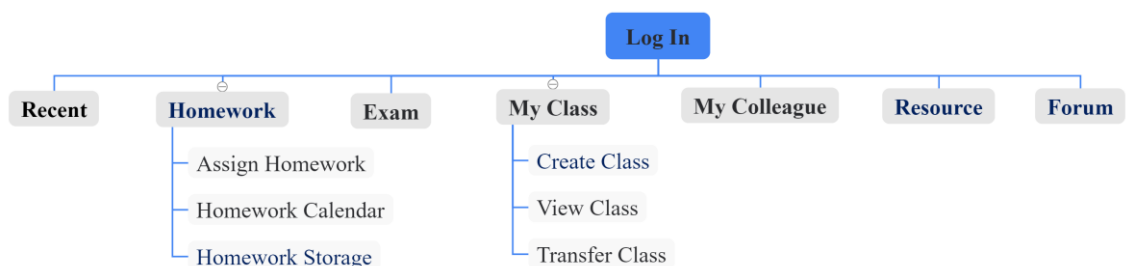 Log In
Recent
Homework
Exam
My Class
My Colleague
Resource
Forum
Assign Homework
Homework Calendar
Homework Storage
Create Class
View Class
Transfer Class